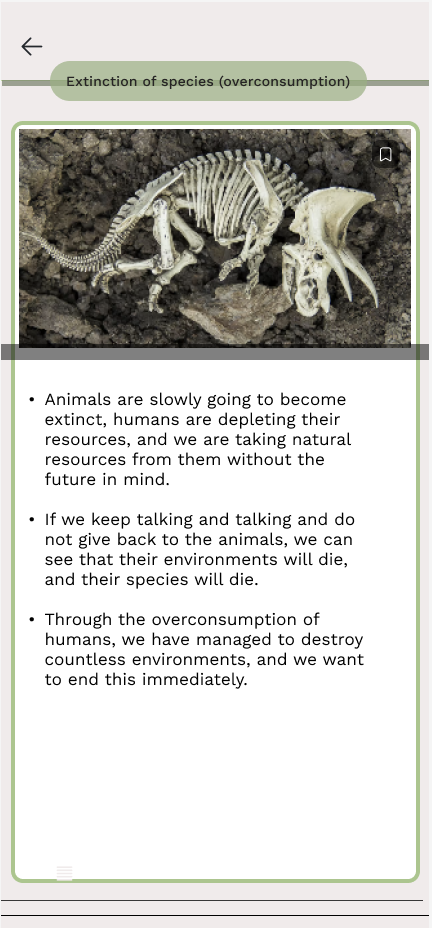 Extinction of species (overconsumption)
• Animals are slowly going to become
extinct, humans are depleting their
resources, and we are taking natural
resources from them without the
future in mind.
• If we keep talking and talking and do
not give back to the animals, we can
see that their environments will die,
and their species will die.
• Through the overconsumption of
humans, we have managed to destroy
countless environments, and we want
to end this immediately.